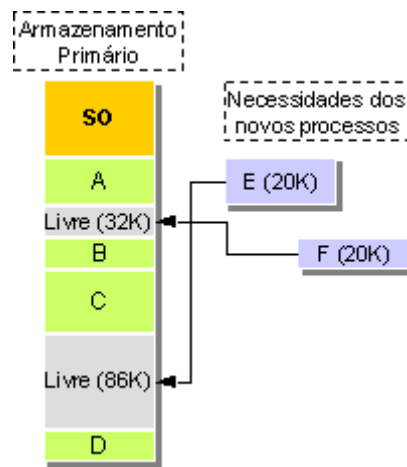 Armazenamento
Primário
SO
A
Livre (32K)
B
C
Livre (86K)
D
Necessidades dos
novos processos
E (20K)
F (20K)